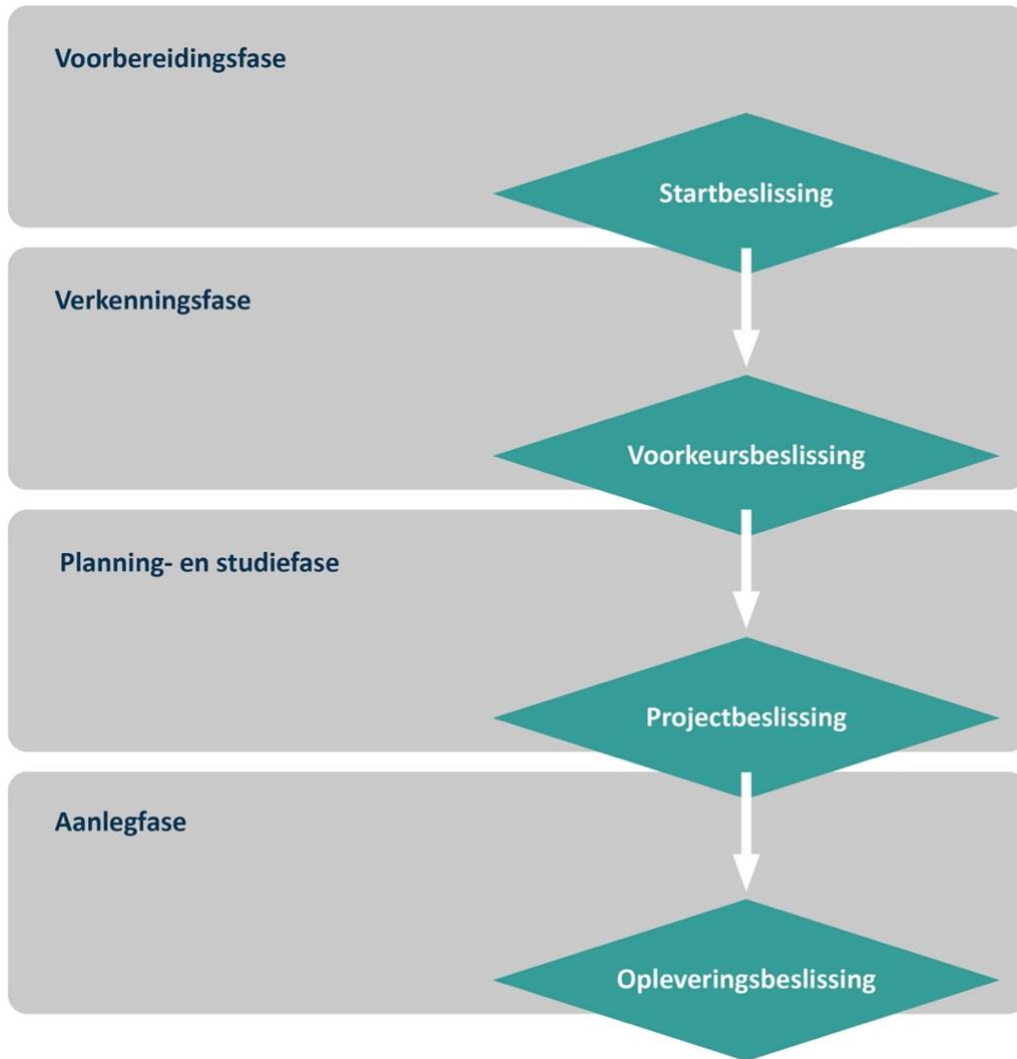 Voorbereidingsfase
Startbeslissing
Verkenningsfase
Voorkeursbeslissing
Planning- en studiefase
Projectbeslissing
Aanlegfase
Opleveringsbeslissing